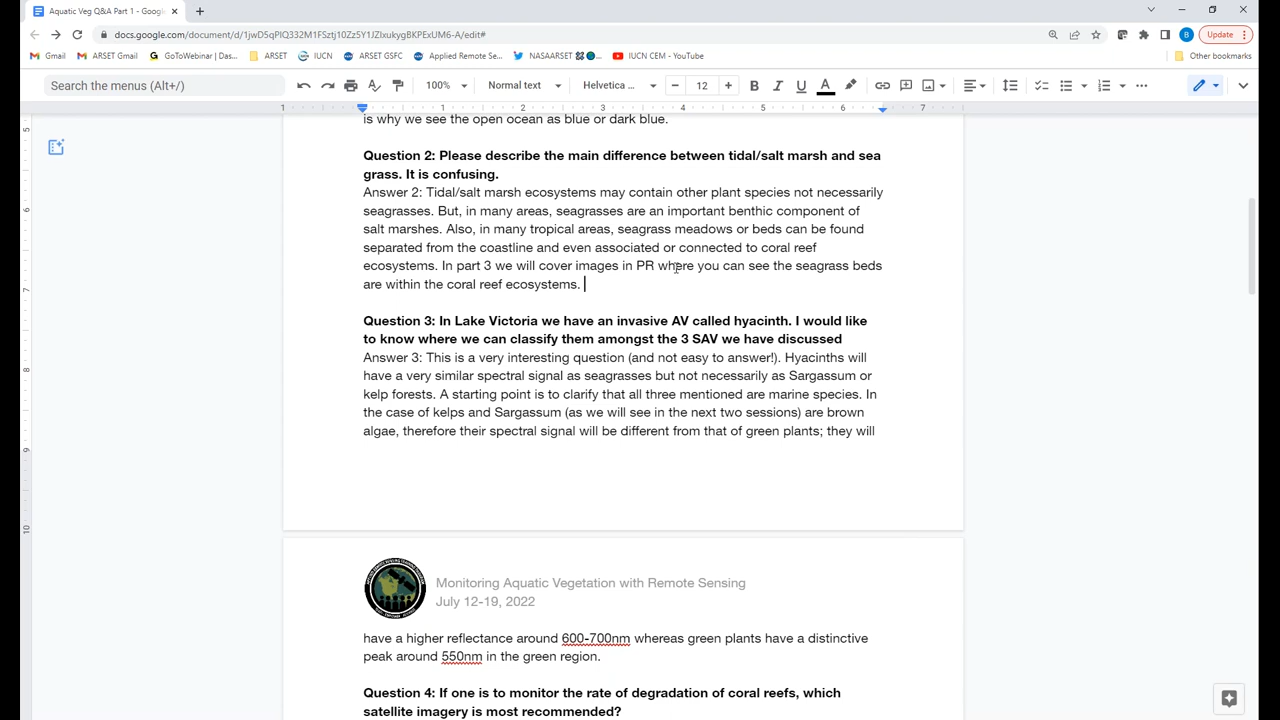 Aquatic Veg Q&A Part 1 - Googl
docs.google.com/document/d/1jwD5qPIQ332M1FSztj10Zz5Y1JZIxukygBKPExUM6-A/edit#
Update
Gmail
ARSET Gmail
GoToWebinar | Das...
ARSET
IUCN
ARSET GSFC
Applied Remote Se...
NASAARSET
IUCN CEM - YouTube
Other bookmarks
Search the menus (Alt+/)
100%
Normal text
Helvetica ...
12
1 1 2 3 4 5 6 7
is why we see the open ocean as blue or dark blue.
Question 2: Please describe the main difference between tidal/salt marsh and sea
grass. It is confusing.
Answer 2: Tidal/salt marsh ecosystems may contain other plant species not necessarily
seagrasses. But, in many areas, seagrasses are an important benthic component of
salt marshes. Also, in many tropical areas, seagrass meadows or beds can be found
separated from the coastline and even associated or connected to coral reef
ecosystems. In part 3 we will cover images in PR where you can see the seagrass beds
are within the coral reef ecosystems.
Question 3: In Lake Victoria we have an invasive AV called hyacinth. I would like
to know where we can classify them amongst the 3 SAV we have discussed
Answer 3: This is a very interesting question (and not easy to answer!). Hyacinths will
have a very similar spectral signal as seagrasses but not necessarily as Sargassum or
kelp forests. A starting point is to clarify that all three mentioned are marine species. In
the case of kelps and Sargassum (as we will see in the next two sessions) are brown
algae, therefore their spectral signal will be different from that of green plants; they will
Monitoring Aquatic Vegetation with Remote Sensing
July 12-19, 2022
have a higher reflectance around 600-700nm whereas green plants have a distinctive
peak around 550nm in the green region.
Question 4: If one is to monitor the rate of degradation of coral reefs, which
satellite imagery is most recommended?